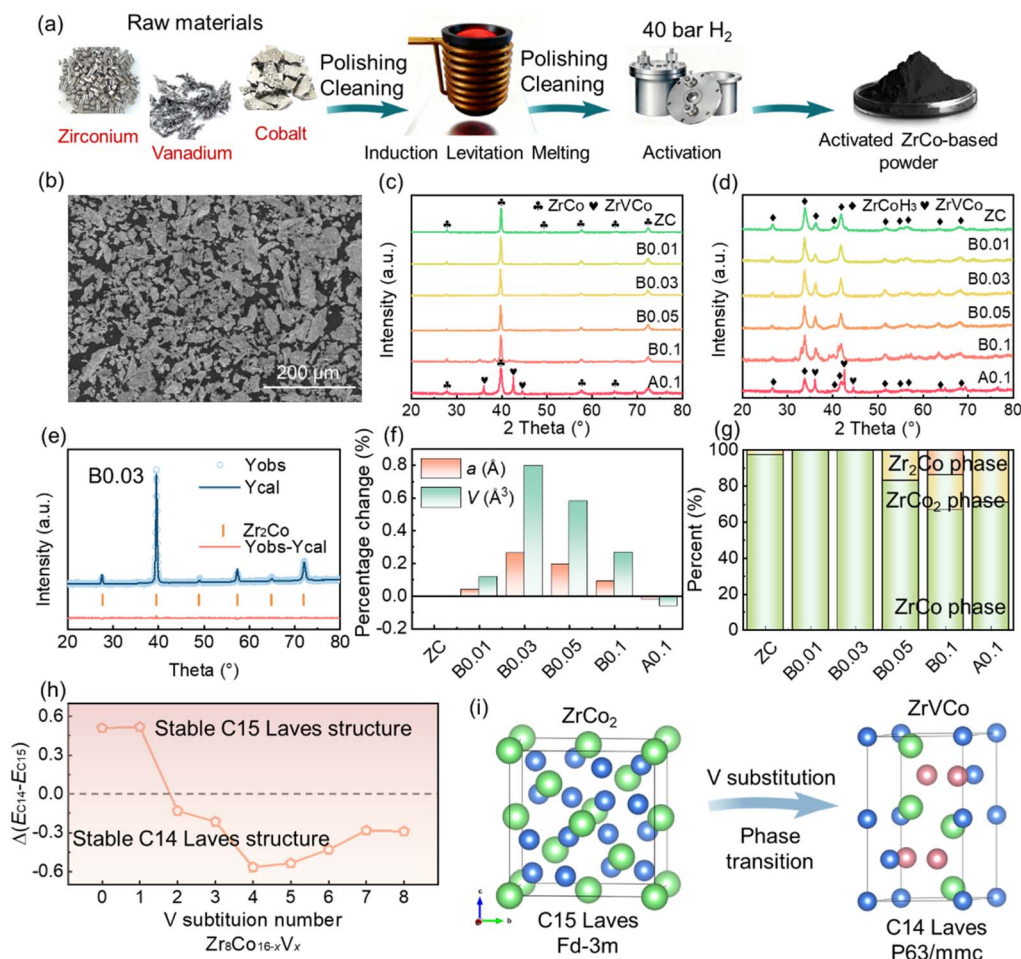 (a)
Raw materials
Zirconium
Vanadium
Cobalt
Polishing
Cleaning
Induction Levitation Melting
Polishing
Cleaning
40 bar H2
Activation
Activated ZrCo-based
powder
(b)
200 μm
(c)
♣ ZrCo ♥ ZrVCo
ZC
B0.01
B0.03
B0.05
B0.1
A0.1
Intensity (a.u.)
20 30 40 50 60 70 80
2 Theta (°)
(d)
♦ ZrCoH3 ♥ ZrVCo
ZC
B0.01
B0.03
B0.05
B0.1
A0.1
Intensity (a.u.)
20 30 40 50 60 70 80
2 Theta (°)
(e)
B0.03
Yobs
Ycal
Zr2Co
Yobs-Ycal
Intensity (a.u.)
20 30 40 50 60 70 80
Theta (°)
(f)
a (Å)
V (Å3)
Percentage change (%)
0.8
0.6
0.4
0.2
0.0
-0.2
ZC B0.01 B0.03 B0.05 B0.1 A0.1
(g)
Percent (%)
100
80
60
40
20
0
Zr2Co phase
ZrCo2 phase
ZrCo phase
ZC B0.01 B0.03 B0.05 B0.1 A0.1
(h)
Δ(EC14-EC15)
0.6
0.3
0.0
-0.3
-0.6
Stable C15 Laves structure
Stable C14 Laves structure
0 1 2 3 4 5 6 7 8
V subtituion number
Zr8Co16-xVx
(i)
ZrCo2
c
b
C15 Laves
Fd-3m
V substitution
Phase
transition
ZrVCo
C14 Laves
P63/mmc